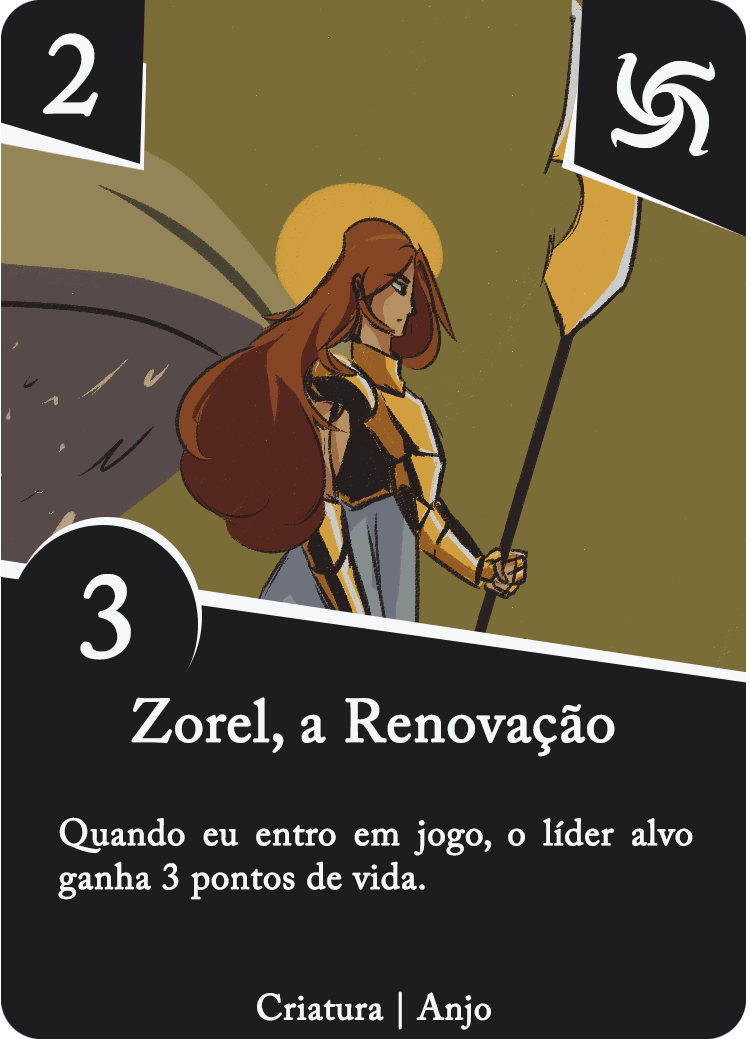 2
3
Zorel, a Renovação
Quando eu entro em jogo, o líder alvo
ganha 3 pontos de vida.
Criatura | Anjo